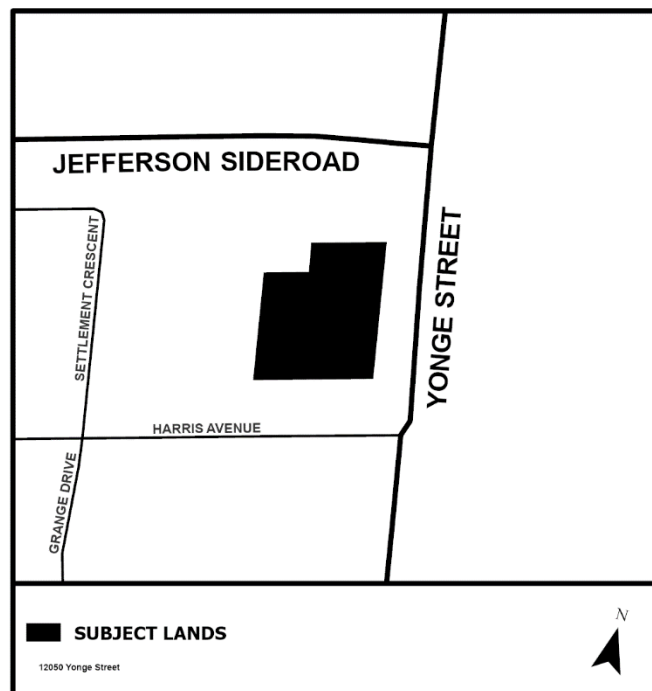 JEFFERSON SIDEROAD
SETTLEMENT CRESCENT
YONGE STREET
HARRIS AVENUE
GRANGE DRIVE
SUBJECT LANDS
12050 Yonge Street
N